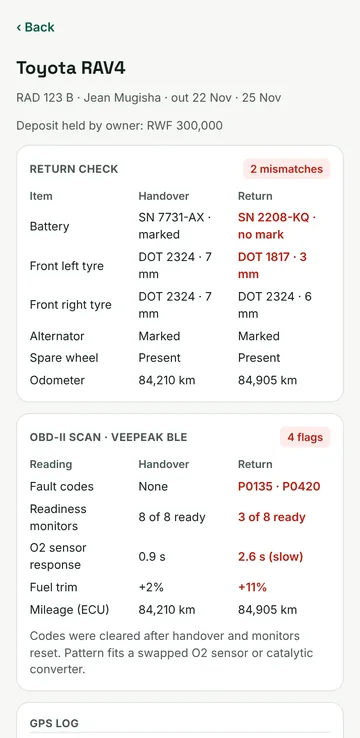 ‹ Back
Toyota RAV4
RAD 123 B · Jean Mugisha · out 22 Nov · 25 Nov
Deposit held by owner: RWF 300,000
RETURN CHECK 2 mismatches
Item Handover Return
Battery SN 7731-AX · marked SN 2208-KQ · no mark
Front left tyre DOT 2324 · 7 mm DOT 1817 · 3 mm
Front right tyre DOT 2324 · 7 mm DOT 2324 · 6 mm
Alternator Marked Marked
Spare wheel Present Present
Odometer 84,210 km 84,905 km
OBD-II SCAN · VEEPEAK BLE 4 flags
Reading Handover Return
Fault codes None P0135 · P0420
Readiness monitors 8 of 8 ready 3 of 8 ready
O2 sensor response 0.9 s 2.6 s (slow)
Fuel trim +2% +11%
Mileage (ECU) 84,210 km 84,905 km
Codes were cleared after handover and monitors
reset. Pattern fits a swapped O2 sensor or catalytic
converter.
GPS LOG